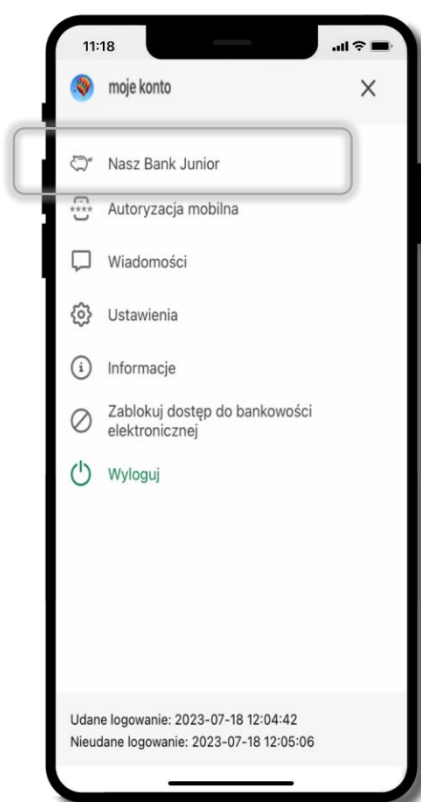 11:18
moje konto
Nasz Bank Junior
Autoryzacja mobilna
Wiadomości
Ustawienia
Informacje
Zablokuj dostęp do bankowości
elektronicznej
Wyloguj
Udane logowanie: 2023-07-18 12:04:42
Nieudane logowanie: 2023-07-18 12:05:06